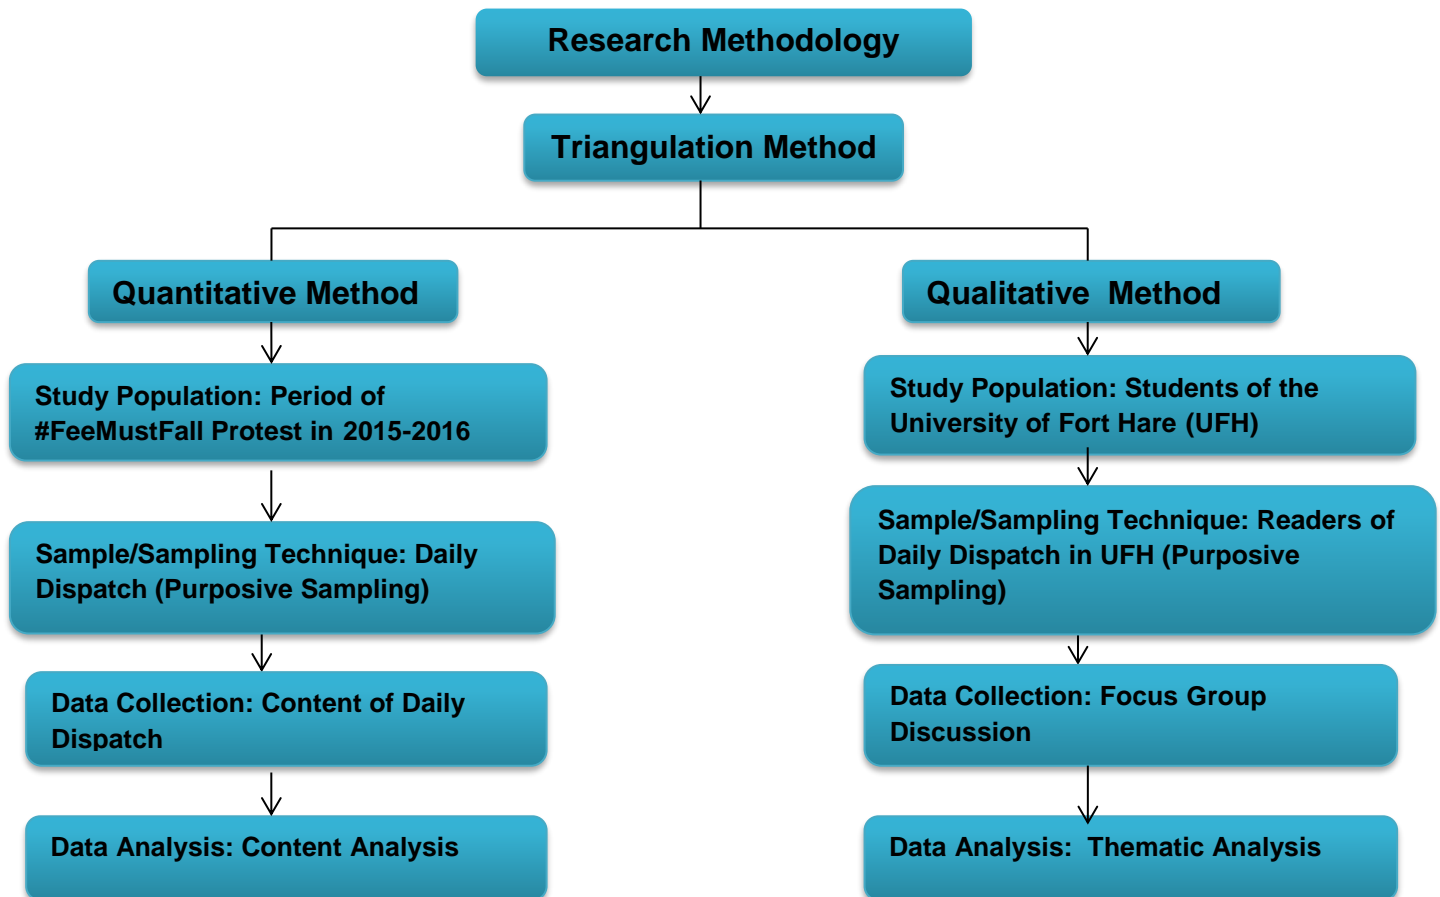 Research Methodology
Triangulation Method
Quantitative Method
Qualitative Method
Study Population: Period of
#FeeMustFall Protest in 2015-2016
Study Population: Students of the
University of Fort Hare (UFH)
Sample/Sampling Technique: Daily
Dispatch (Purposive Sampling)
Sample/Sampling Technique: Readers of
Daily Dispatch in UFH (Purposive
Sampling)
Data Collection: Content of Daily
Dispatch
Data Collection: Focus Group
Discussion
Data Analysis: Content Analysis
Data Analysis: Thematic Analysis